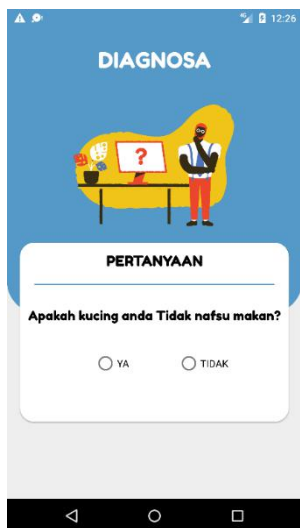 12:26
DIAGNOSA
?
PERTANYAAN
Apakah kucing anda Tidak nafsu makan?
YA TIDAK